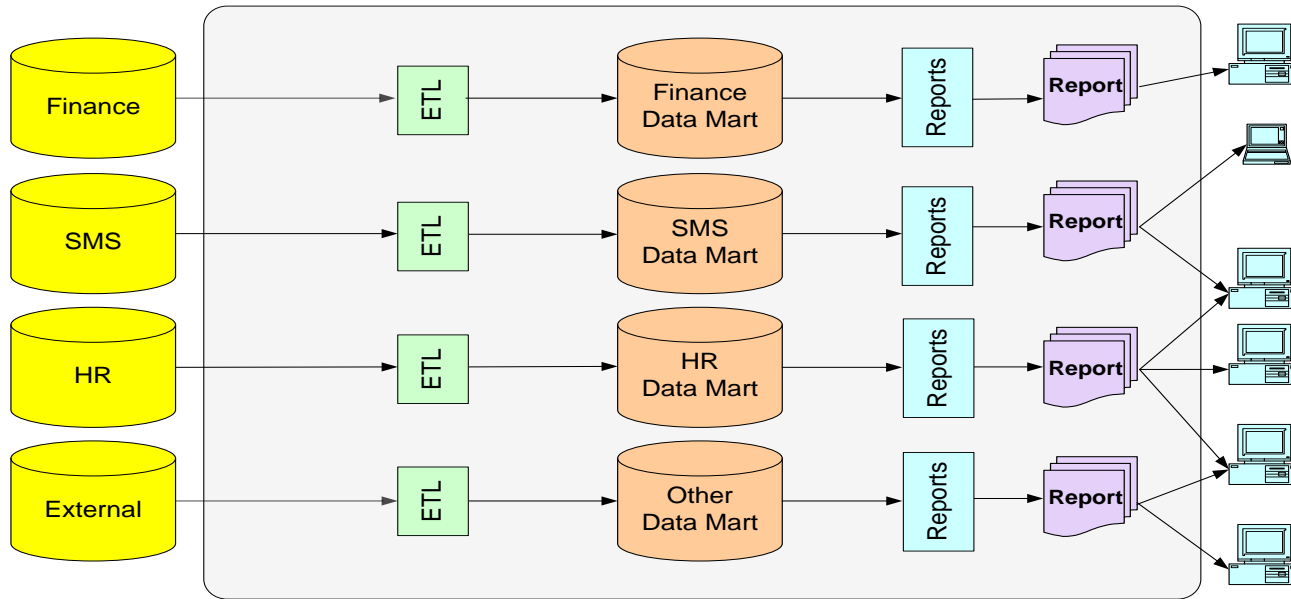 Finance
ETL
Finance
Data Mart
Reports
Report
SMS
ETL
SMS
Data Mart
Reports
Report
HR
ETL
HR
Data Mart
Reports
Report
External
ETL
Other
Data Mart
Reports
Report